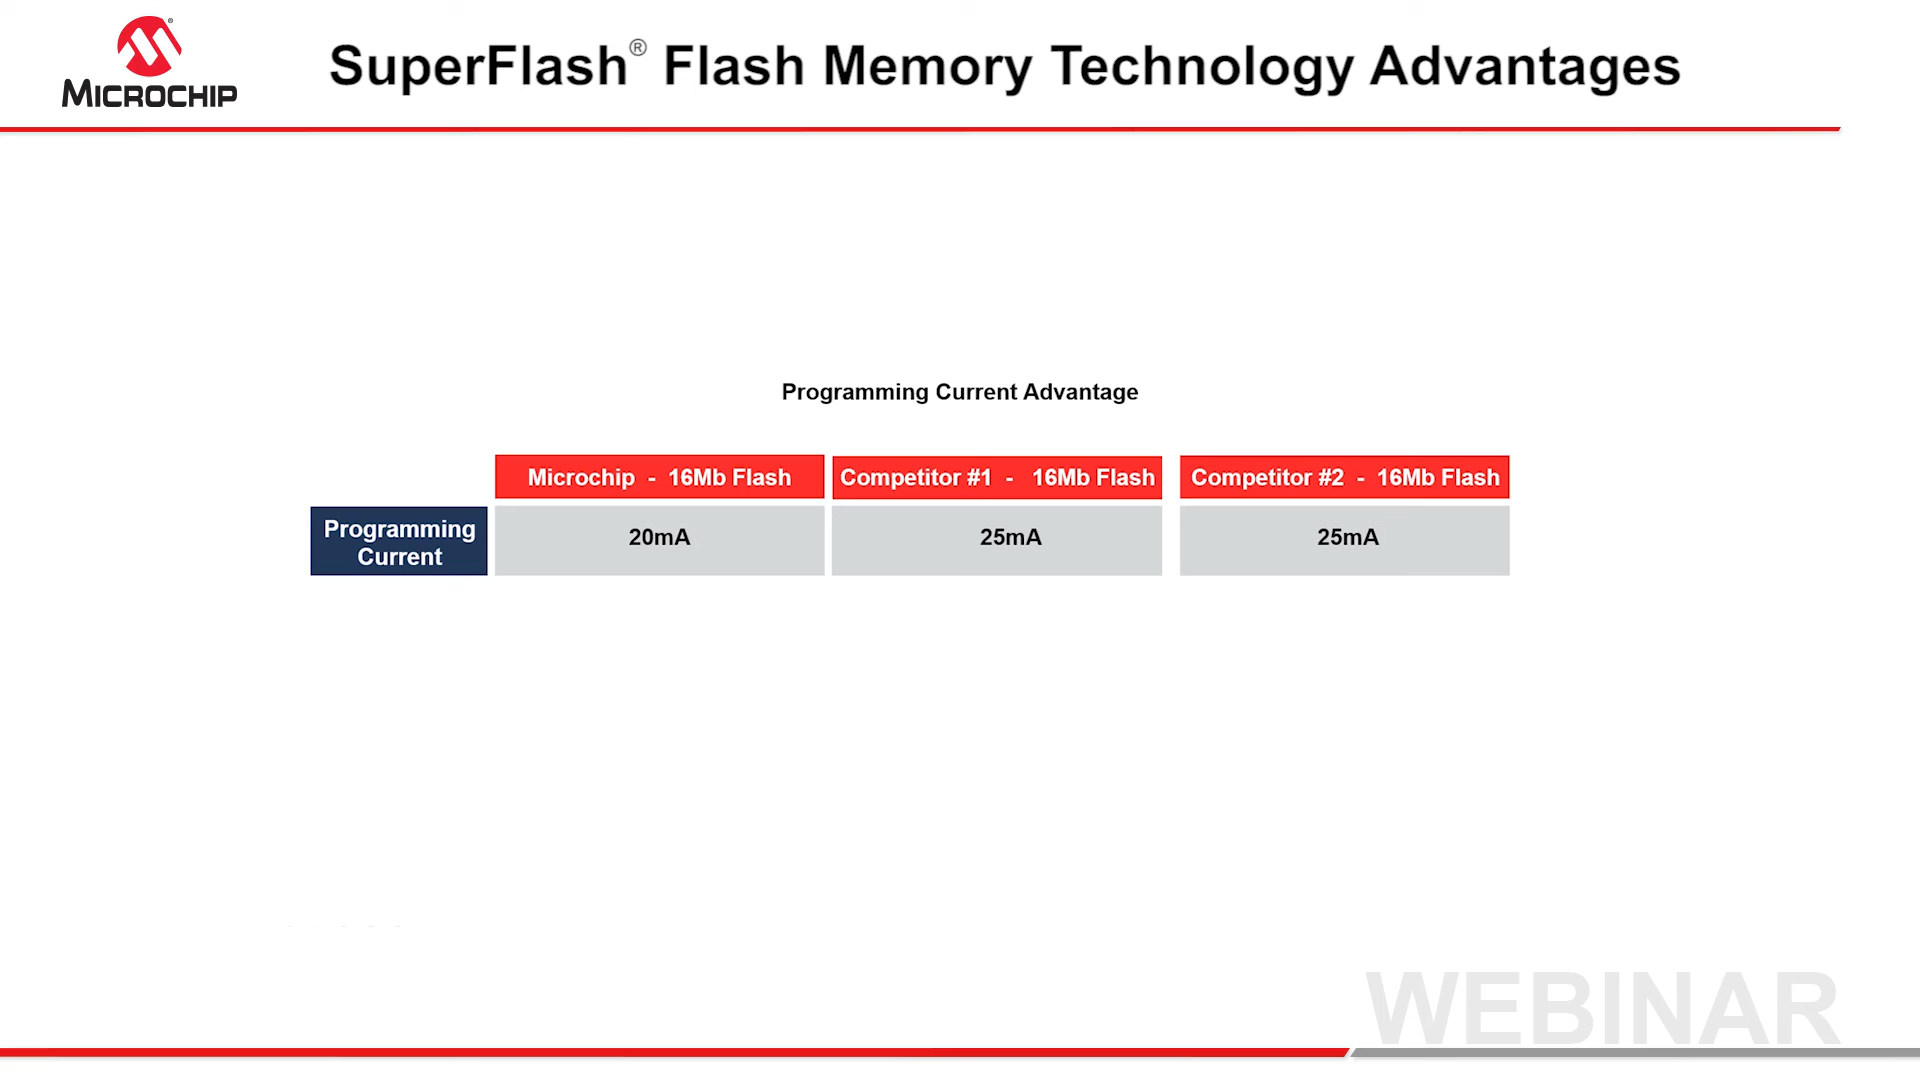 MICROCHIP
SuperFlash® Flash Memory Technology Advantages
Programming Current Advantage
Microchip - 16Mb Flash
Competitor #1 - 16Mb Flash
Competitor #2 - 16Mb Flash
Programming
Current
20mA
25mA
25mA
WEBINAR